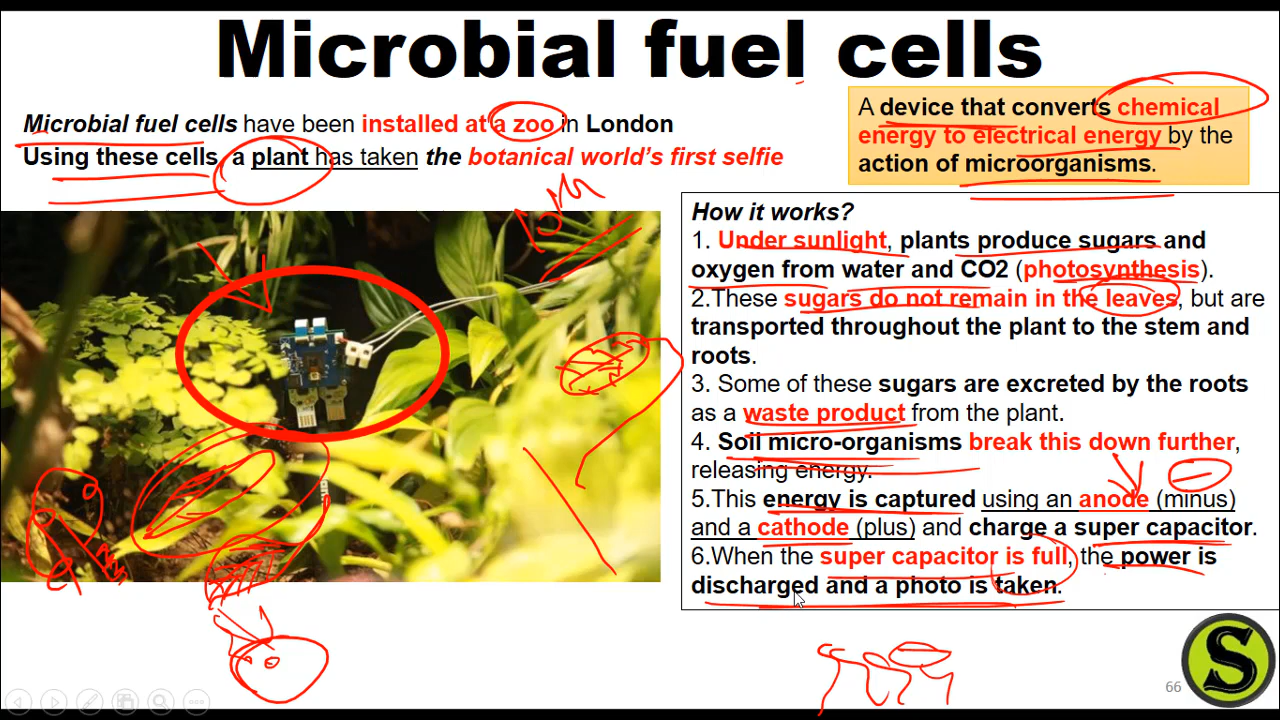 Microbial fuel cells
Microbial fuel cells have been installed at a zoo in London
Using these cells, a plant has taken the botanical world's first selfie
A device that converts chemical
energy to electrical energy by the
action of microorganisms.
How it works?
1. Under sunlight, plants produce sugars and
oxygen from water and CO2 (photosynthesis).
2.These sugars do not remain in the leaves, but are
transported throughout the plant to the stem and
roots.
3. Some of these sugars are excreted by the roots
as a waste product from the plant.
4. Soil micro-organisms break this down further,
releasing energy.
5.This energy is captured using an anode (minus)
and a cathode (plus) and charge a super capacitor.
6.When the super capacitor is full, the power is
discharged and a photo is taken.
S
66